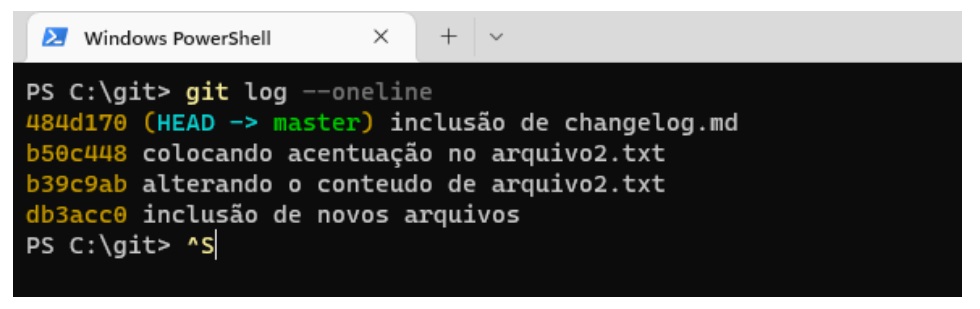 Windows PowerShell
PS C:\git> git log --oneline
484d170 (HEAD -> master) inclusão de changelog.md
b50c448 colocando acentuação no arquivo2.txt
b39c9ab alterando o conteudo de arquivo2.txt
db3acc0 inclusão de novos arquivos
PS C:\git> ^S